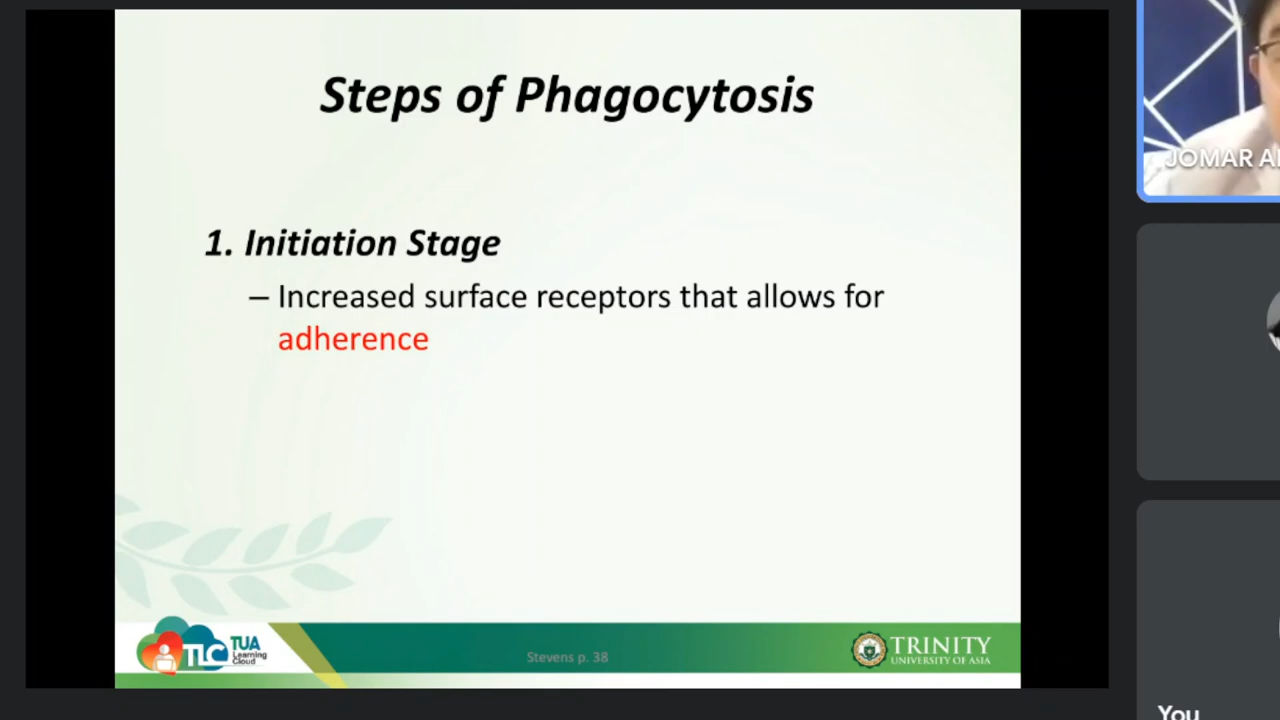 Steps of Phagocytosis
1. Initiation Stage
– Increased surface receptors that allows for
adherence
JOMAR
TLC TUA
Learning
Cloud
Stevens p. 38
TRINITY
UNIVERSITY OF ASIA
You